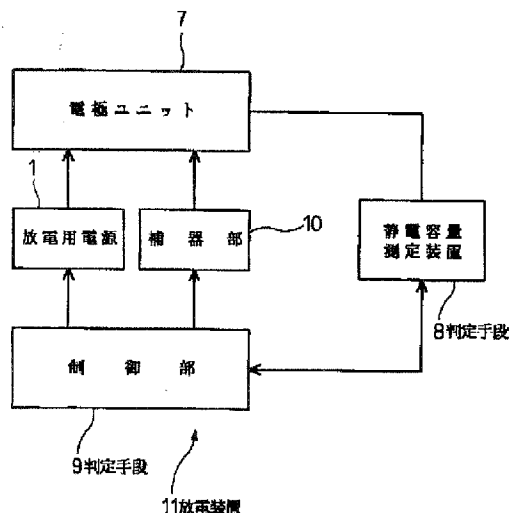 7
電極ユニット
1
放電用電源
補器部
10
静電容量
測定装置
8判定手段
制御部
9判定手段
11放電装置